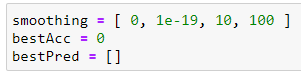 smoothing = [ 0, 1e-19, 10, 100 ]
bestAcc = 0
bestPred = []